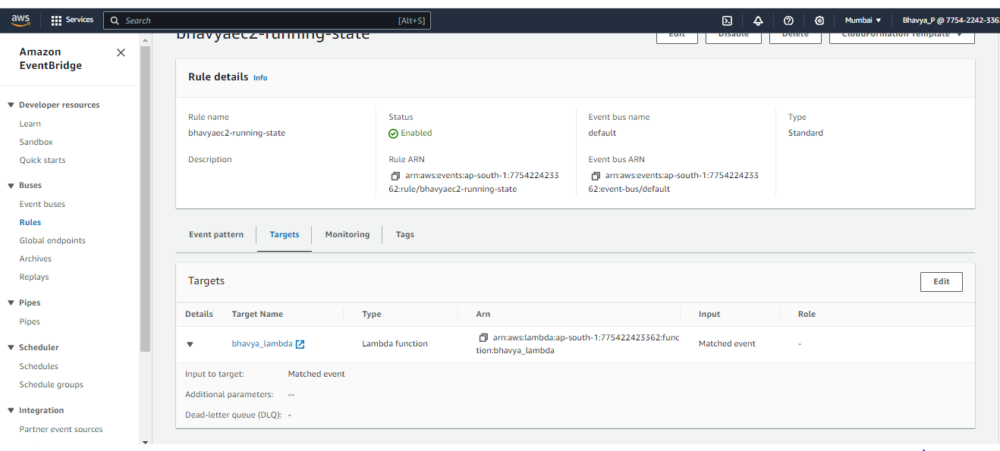 aws
Services
Search
[Alt+S]
Mumbai
Bhavya_P @ 7754-2242-336
Amazon
EventBridge
Developer resources
Learn
Sandbox
Quick starts
Buses
Event buses
Rules
Global endpoints
Archives
Replays
Pipes
Pipes
Scheduler
Schedules
Schedule groups
Integration
Partner event sources
bhavyaec2-running-state
Edit
Disable
Delete
CloudFormation Template
Rule details Info
Rule name
bhavyaec2-running-state
Description
Status
Enabled
Rule ARN
arn:aws:events:ap-south-1:7754224233
62:rule/bhavyaec2-running-state
Event bus name
default
Event bus ARN
arn:aws:events:ap-south-1:7754224233
62:event-bus/default
Type
Standard
Event pattern
Targets
Monitoring
Tags
Targets
Edit
Details
Target Name
Type
Arn
Input
Role
bhavya_lambda
Lambda function
arn:aws:lambda:ap-south-1:775422423362:func
tion:bhavya_lambda
Matched event
-
Input to target: Matched event
Additional parameters: --
Dead-letter queue (DLQ): -